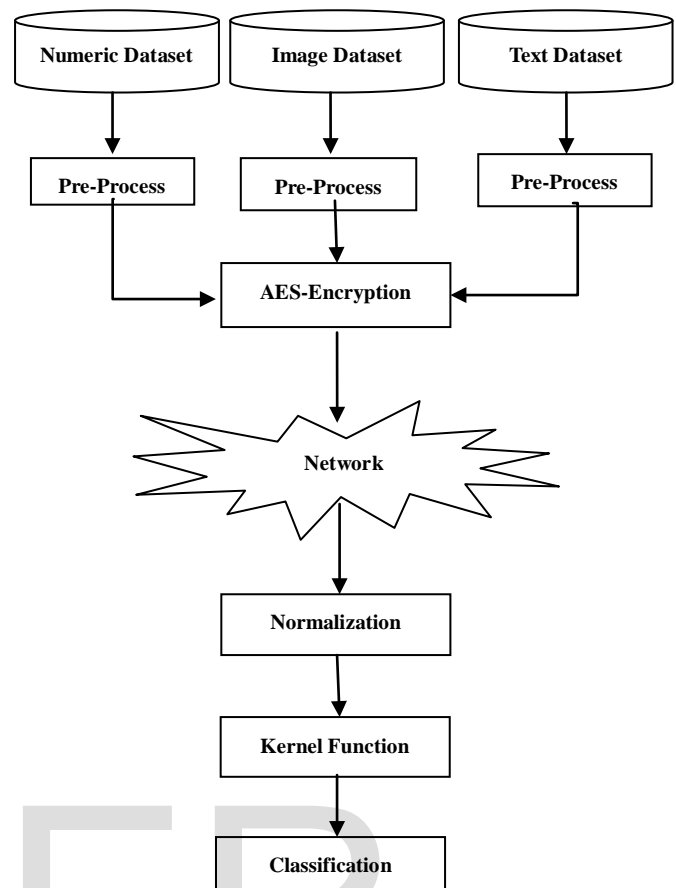 Numeric Dataset
Image Dataset
Text Dataset
Pre-Process
Pre-Process
Pre-Process
AES-Encryption
Network
Normalization
Kernel Function
Classification